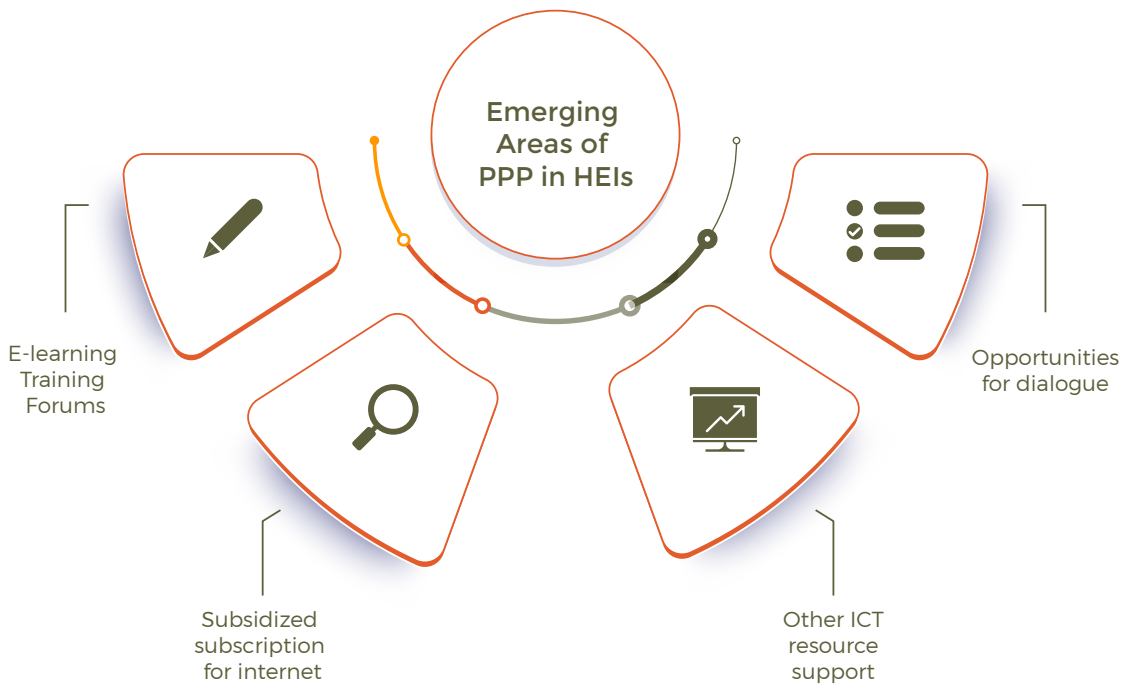 Emerging
Areas of
PPP in HEIs
E-learning
Training
Forums
Subsidized
subscription
for internet
Other ICT
resource
support
Opportunities
for dialogue